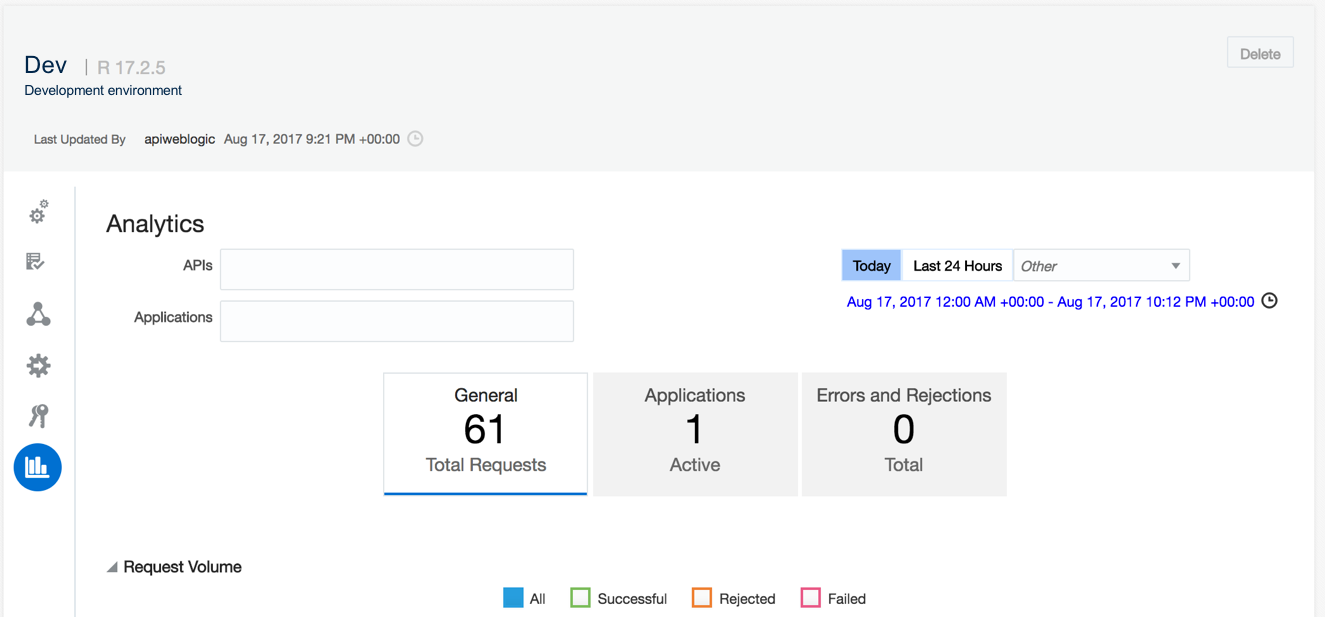 Dev | R 17.2.5
Delete
Development environment
Last Updated By apiweblogic Aug 17, 2017 9:21 PM +00:00
Analytics
APIs
Today Last 24 Hours Other
Aug 17, 2017 12:00 AM +00:00 - Aug 17, 2017 10:12 PM +00:00
Applications
General
61
Total Requests
Applications
1
Active
Errors and Rejections
0
Total
Request Volume
All Successful Rejected Failed